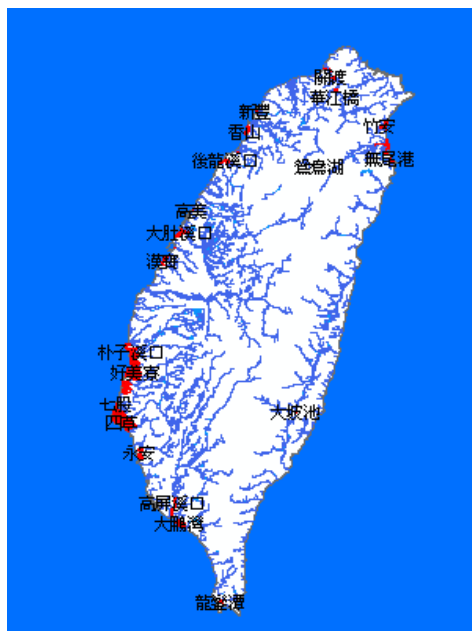 關渡
華江橋
新豐
竹安
香山
無尾港
後龍溪口
鴛鴦湖
高美
大肚溪口
漢寶
朴子溪口
好美寮
七股
四草
大坡池
永安
高屏溪口
大鵬灣
龍鑾潭